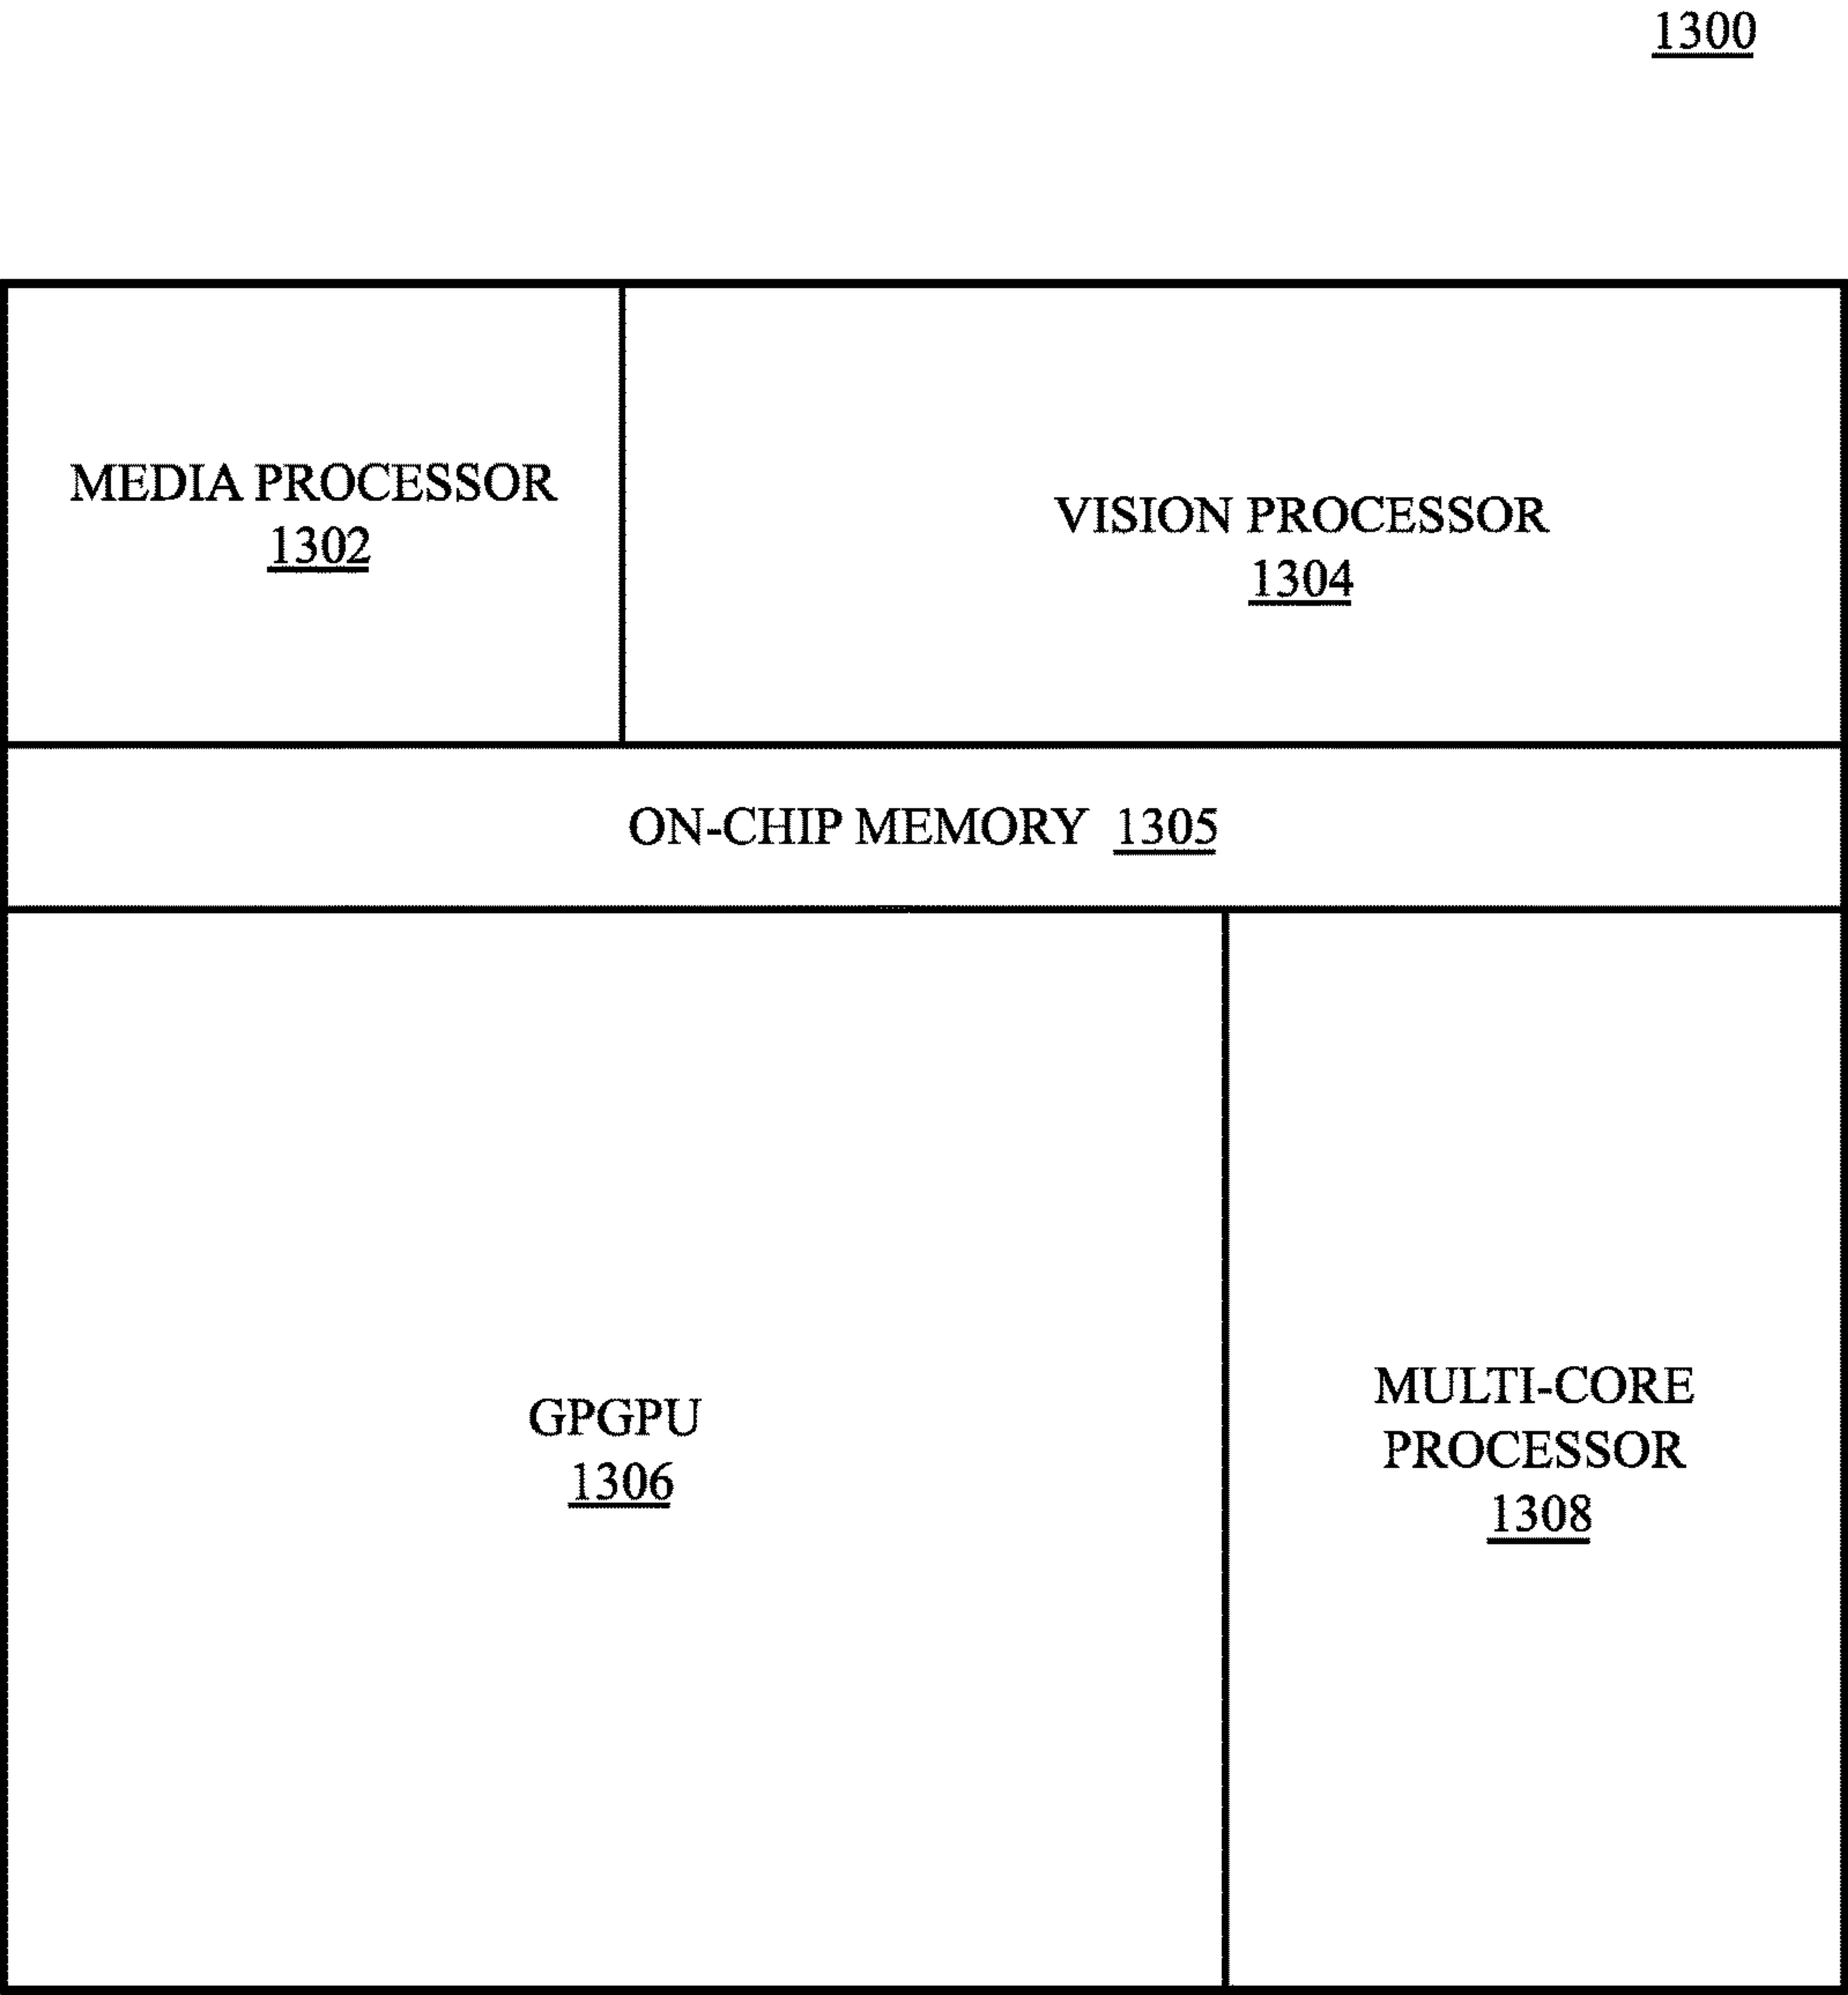 1300
MEDIA PROCESSOR
1302
VISION PROCESSOR
1304
ON-CHIP MEMORY 1305
GPGPU
1306
MULTI-CORE
PROCESSOR
1308